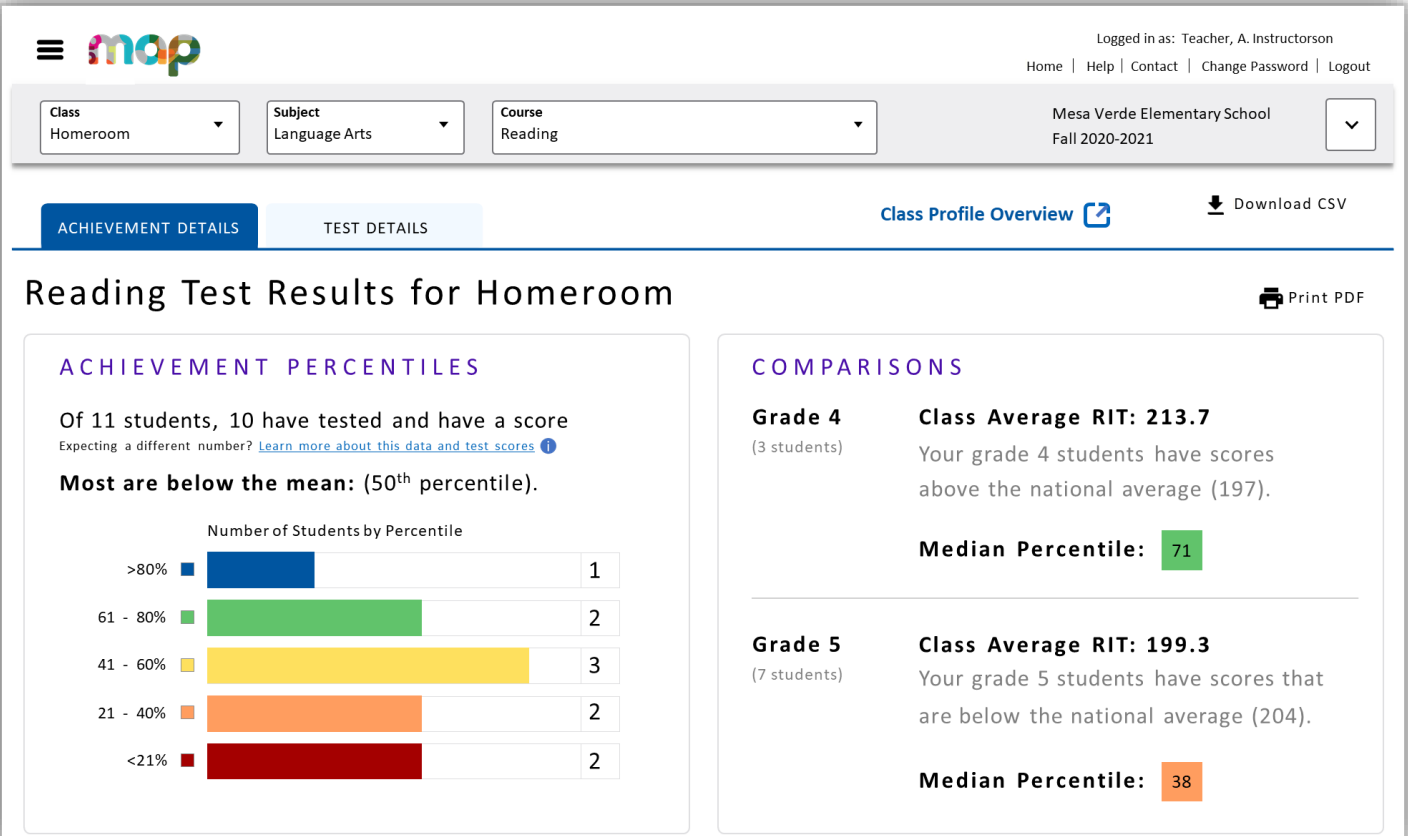 map
Logged in as: Teacher, A. Instructorson
Home | Help | Contact | Change Password | Logout
Class
Homeroom
Subject
Language Arts
Course
Reading
Mesa Verde Elementary School
Fall 2020-2021
ACHIEVEMENT DETAILS
TEST DETAILS
Class Profile Overview
Download CSV
Reading Test Results for Homeroom
Print PDF
ACHIEVEMENT PERCENTILES
Of 11 students, 10 have tested and have a score
Expecting a different number? Learn more about this data and test scores i
Most are below the mean: (50th percentile).
Number of Students by Percentile
>80% 1
61 - 80% 2
41 - 60% 3
21 - 40% 2
<21% 2
COMPARISONS
Grade 4
(3 students)
Class Average RIT: 213.7
Your grade 4 students have scores
above the national average (197).
Median Percentile: 71
Grade 5
(7 students)
Class Average RIT: 199.3
Your grade 5 students have scores that
are below the national average (204).
Median Percentile: 38